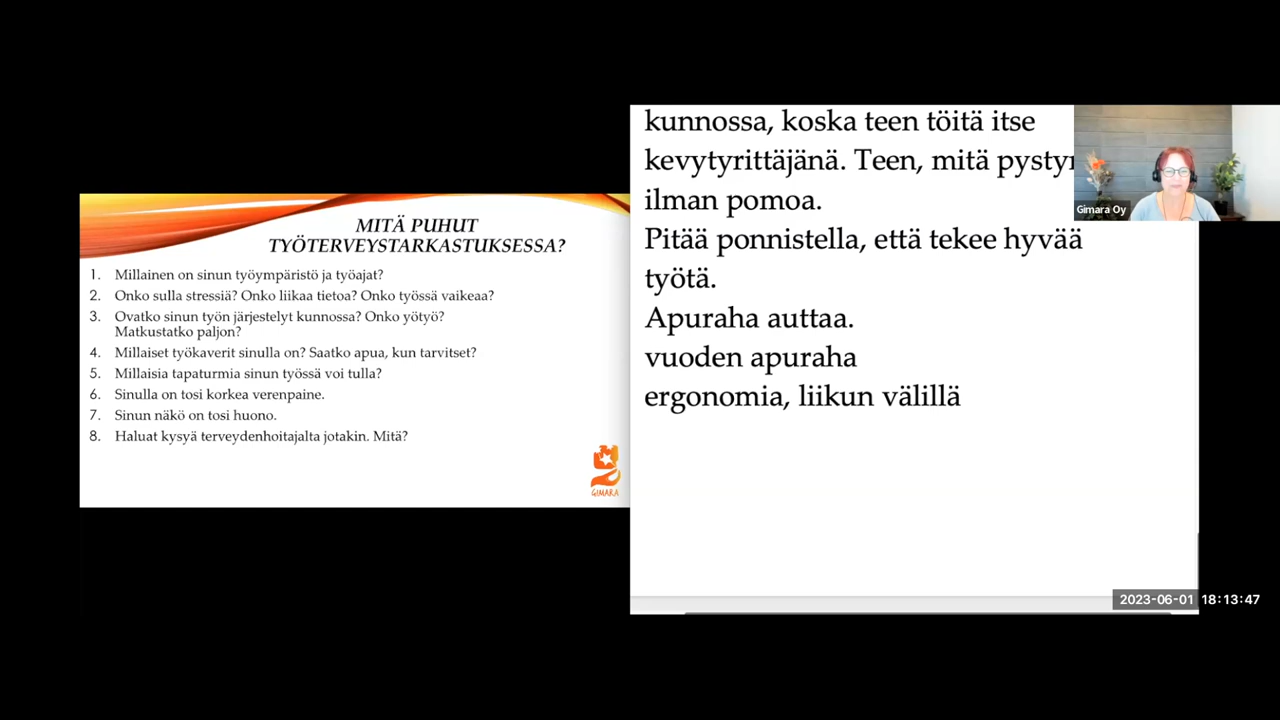 MITÄ PUHUT
TYÖTERVEYSTARKASTUKSESSA?
1. Millainen on sinun työympäristö ja työajat?
2. Onko sulla stressiä? Onko liikaa tietoa? Onko työssä vaikeaa?
3. Ovatko sinun työn järjestelyt kunnossa? Onko yötyö?
Matkustatko paljon?
4. Millaiset työkaverit sinulla on? Saatko apua, kun tarvitset?
5. Millaisia tapaturmia sinun työssä voi tulla?
6. Sinulla on tosi korkea verenpaine.
7. Sinun näkö on tosi huono.
8. Haluat kysyä terveydenhoitajalta jotakin. Mitä?
GIMARA
kunnossa, koska teen töitä itse
kevytyrittäjänä. Teen, mitä
ilman pomoa.
Pitää ponnistella, että tekee hyvää
työtä.
Apuraha auttaa.
vuoden apuraha
ergonomia, liikun välillä
Gimara Oy
2023-06-01 18:13:47